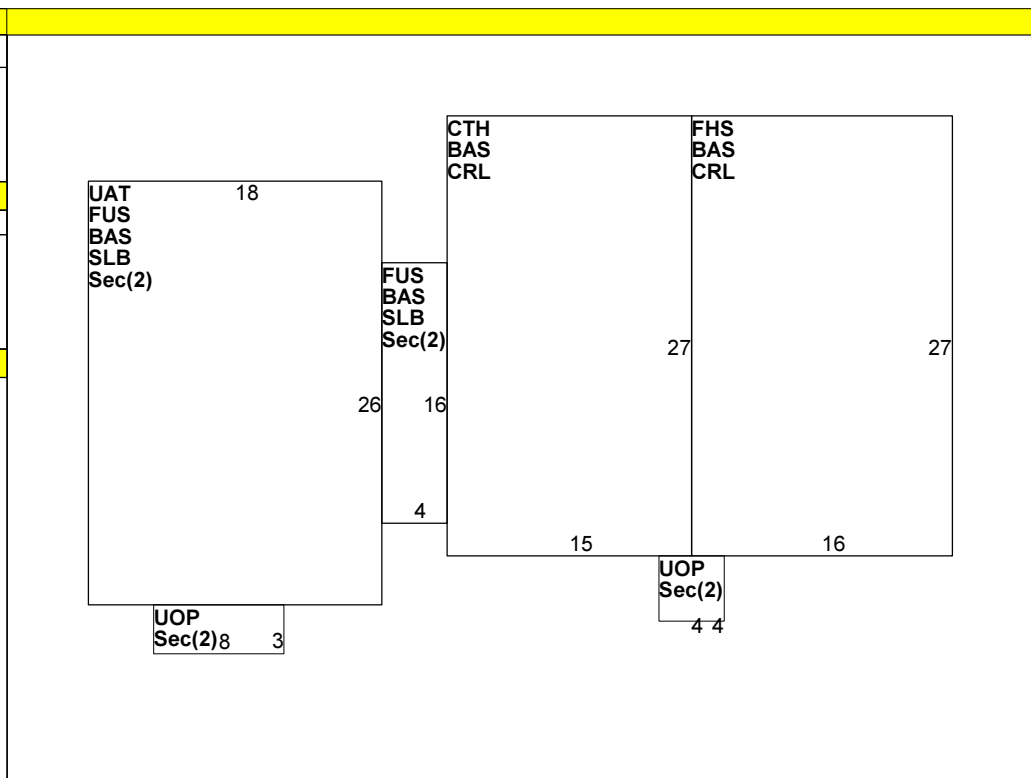 CTH
BAS
CRL
FHS
BAS
CRL
UAT
FUS
BAS
SLB
Sec(2)
18
FUS
BAS
SLB
Sec(2)
27
27
26
16
4
15
16
UOP
Sec(2)
4 4
UOP
Sec(2) 8 3